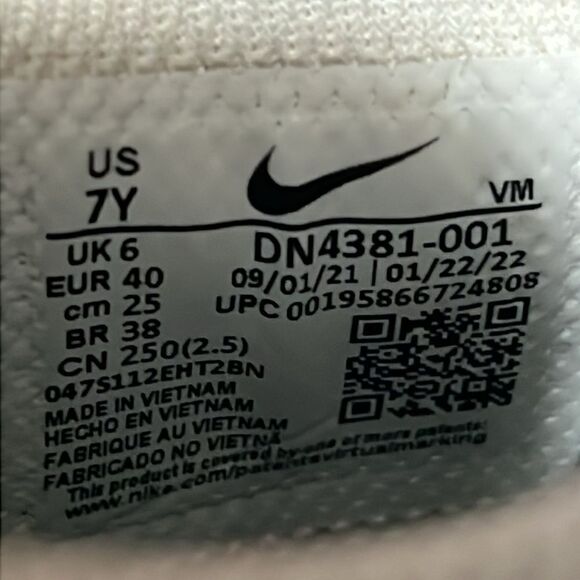 US
7Y
VM
UK 6
EUR 40
cm 25
BR 38
CN 250(2.5)
DN4381-001
09/01/21 | 01/22/22
UPC 00195866724808
047S112EHT2BN
MADE IN VIETNAM
HECHO EN VIETNAM
FABRIQUE AU VIETNAM
FABRICADO NO VIETNÃ
This product is covered by one or more patents:
www.nike.com/patentsvirtualmarking